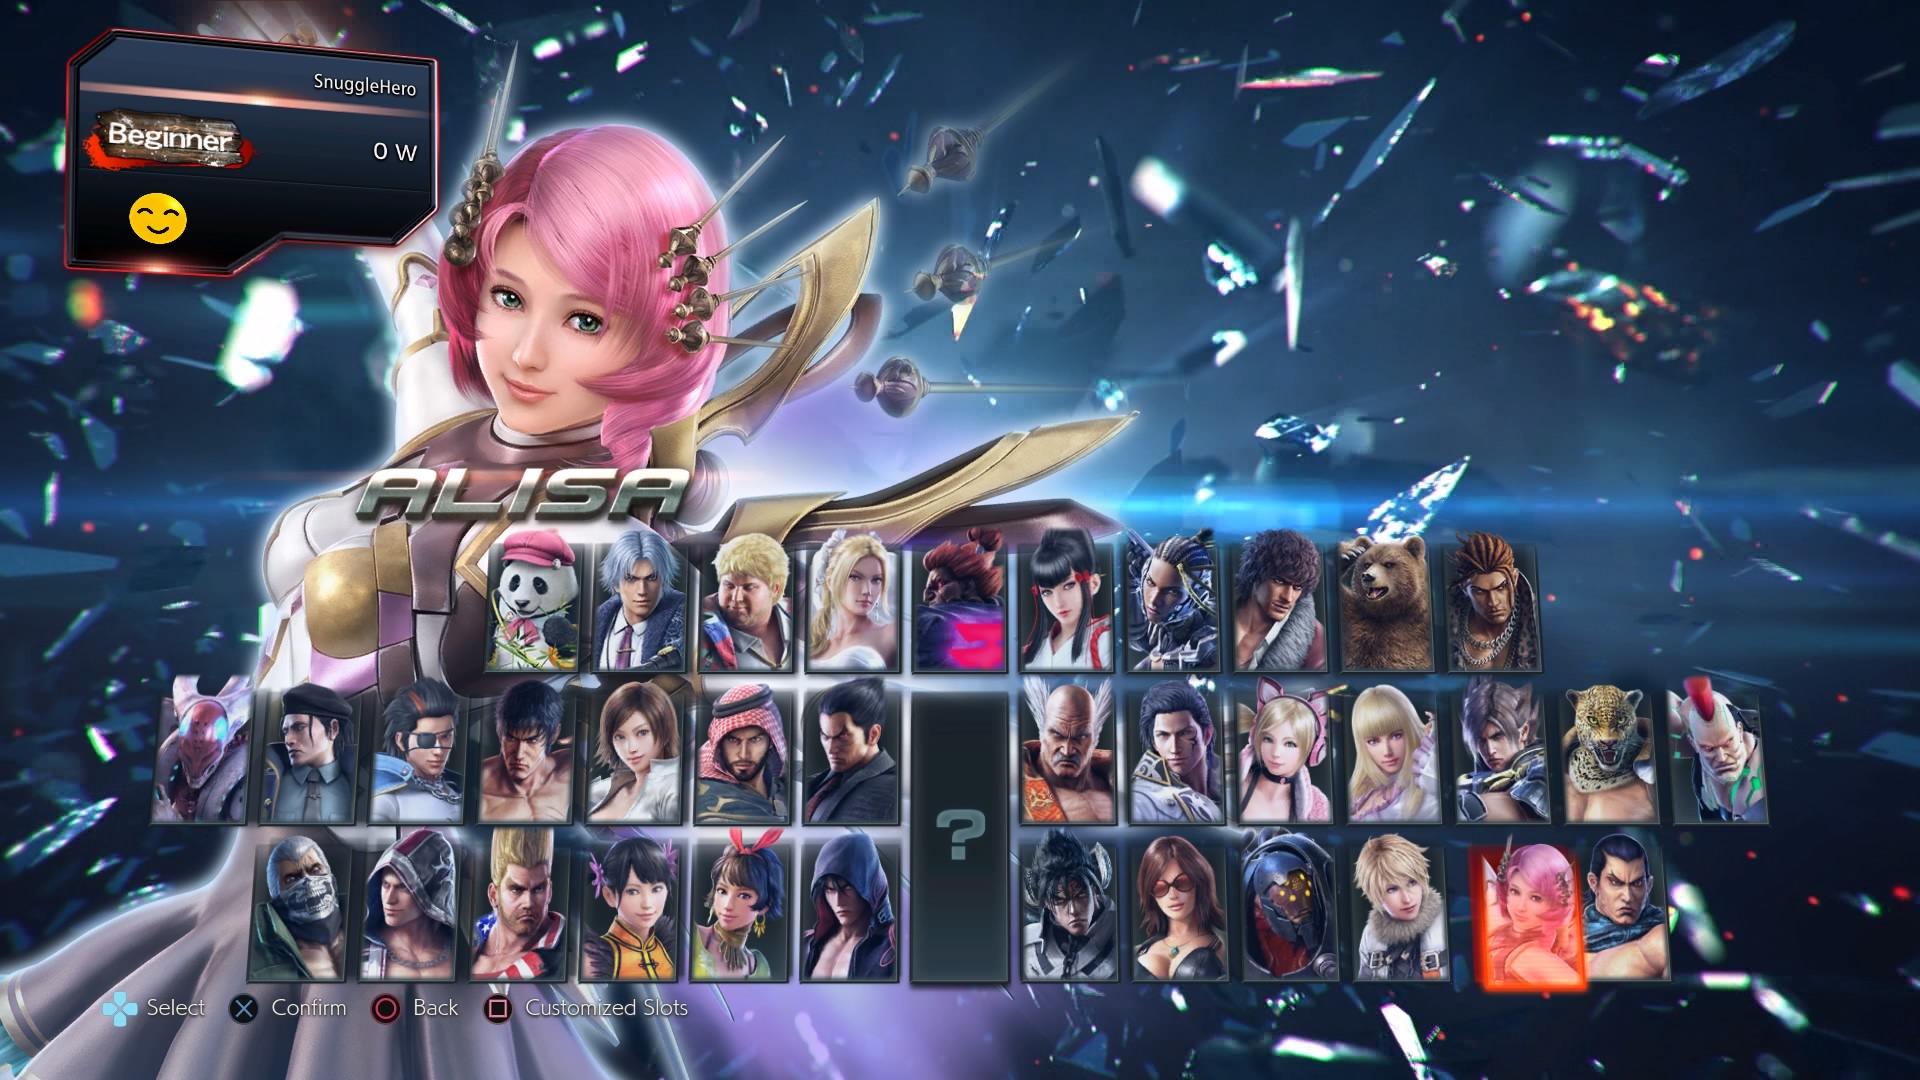 SnuggleHero
Beginner
0 W
ALISA
?
Select Confirm Back Customized Slots